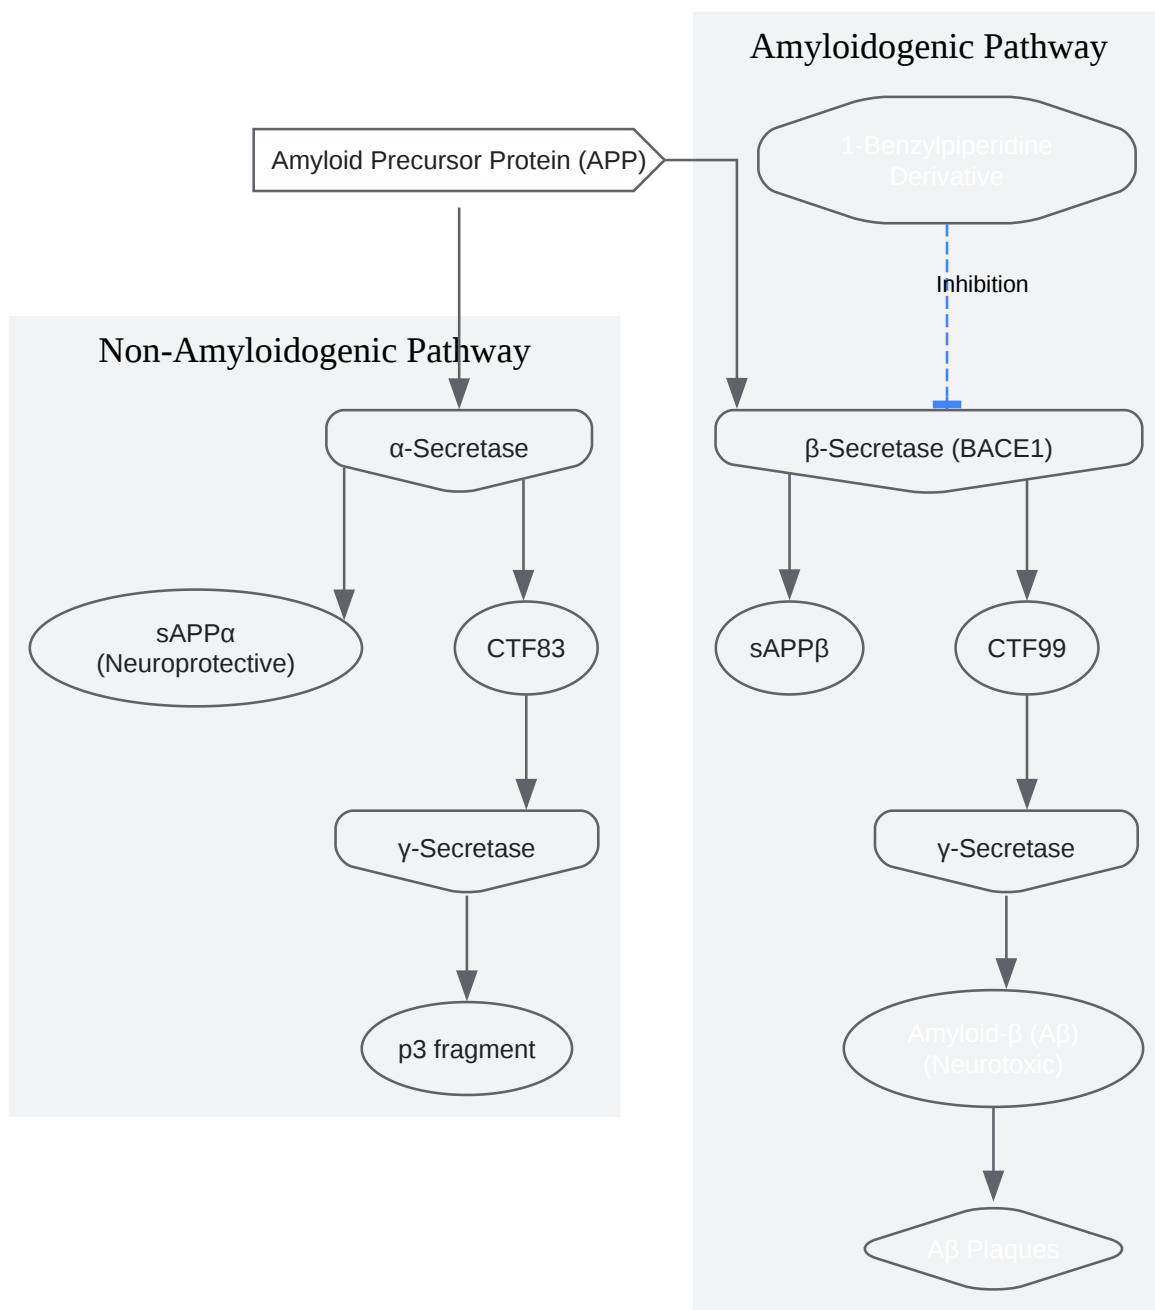 Amyloidogenic Pathway
1-Benzylpiperidine
Derivative
Amyloid Precursor Protein (APP)
Inhibition
Non-Amyloidogenic Pathway
α-Secretase
β-Secretase (BACE1)
sAPPα
(Neuroprotective)
CTF83
sAPPβ
CTF99
γ-Secretase
γ-Secretase
p3 fragment
Amyloid-β (Aβ)
(Neurotoxic)
Aβ Plaques